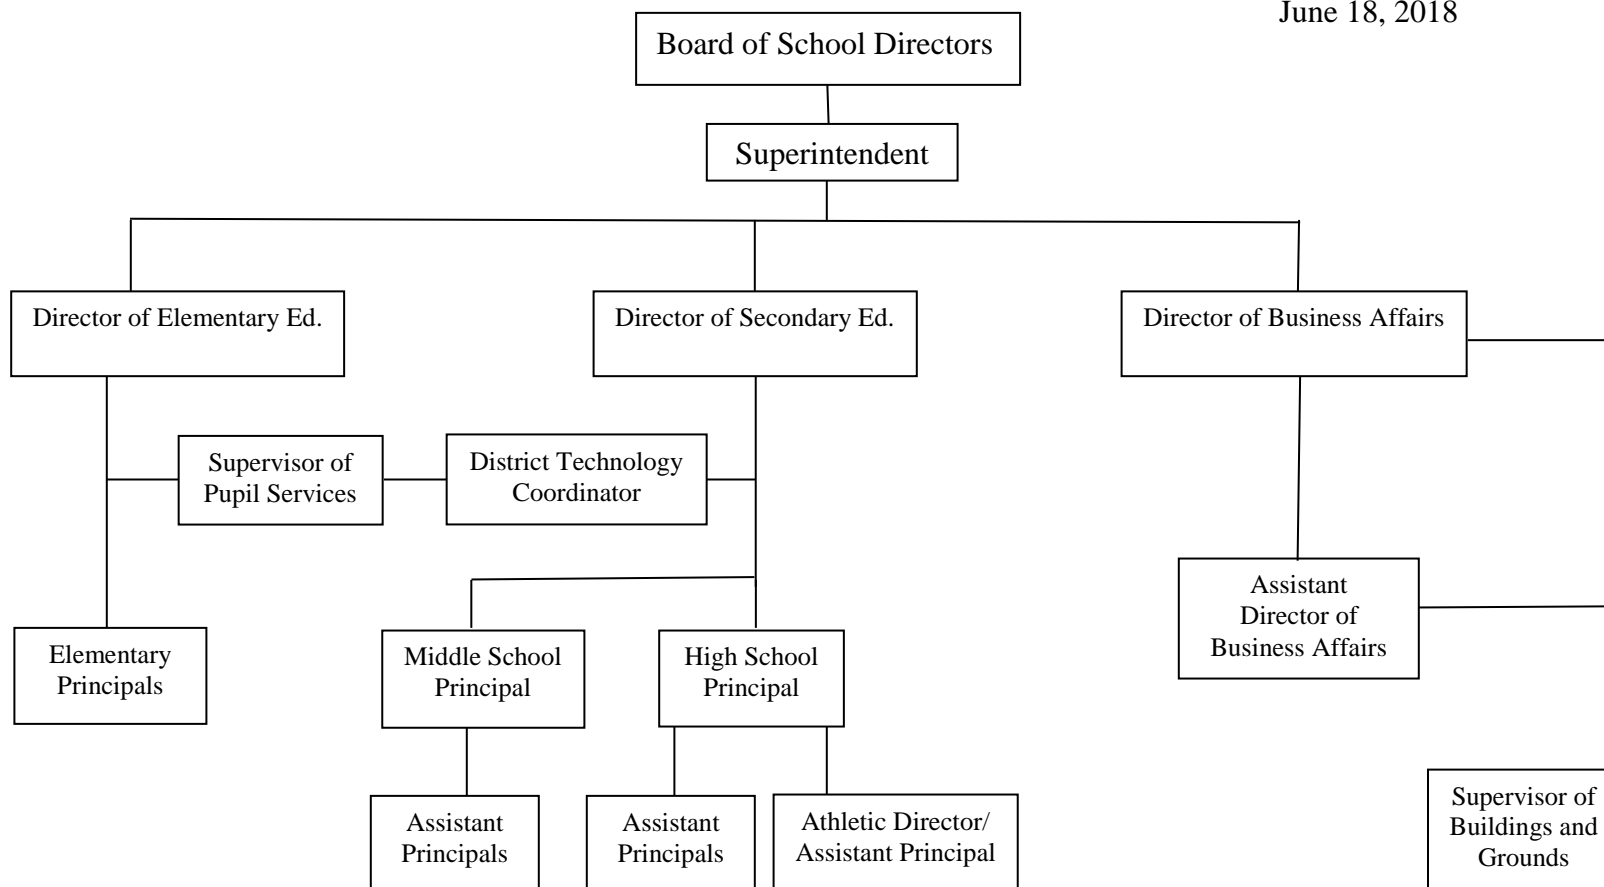 June 18, 2018
Board of School Directors
Superintendent
Director of Elementary Ed.
Director of Secondary Ed.
Director of Business Affairs
Supervisor of
Pupil Services
District Technology
Coordinator
Assistant
Director of
Business Affairs
Elementary
Principals
Middle School
Principal
High School
Principal
Assistant
Principals
Assistant
Principals
Athletic Director/
Assistant Principal
Supervisor of
Buildings and
Grounds